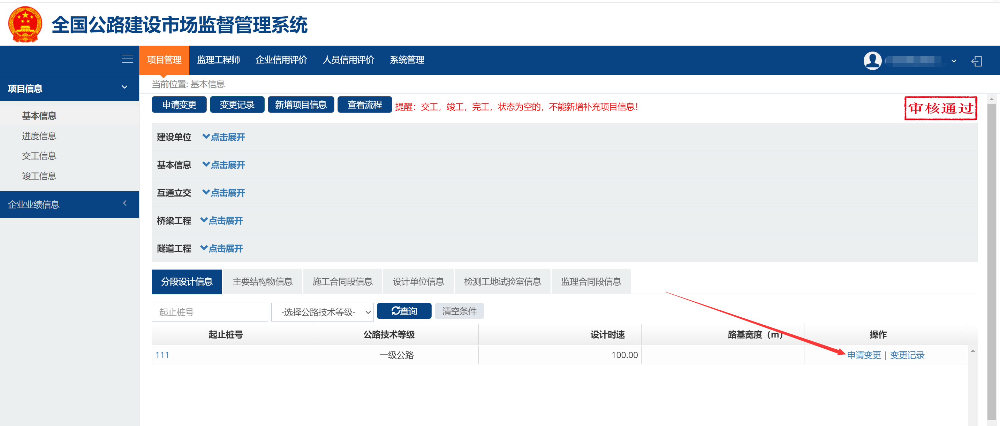 全国公路建设市场监督管理系统
项目管理 监理工程师 企业信用评价 人员信用评价 系统管理
项目信息
基本信息
进度信息
交工信息
竣工信息
企业业绩信息
当前位置: 基本信息
申请变更 变更记录 新增项目信息 查看流程 提醒：交工，竣工，完工，状态为空的，不能新增补充项目信息！
审核通过
建设单位 点击展开
基本信息 点击展开
互通立交 点击展开
桥梁工程 点击展开
隧道工程 点击展开
分段设计信息 主要结构物信息 施工合同段信息 设计单位信息 检测工地试验室信息 监理合同段信息
起止桩号 -选择公路技术等级- 查询 清空条件
起止桩号 公路技术等级 设计时速 路基宽度（m） 操作
111 一级公路 100.00 申请变更 | 变更记录